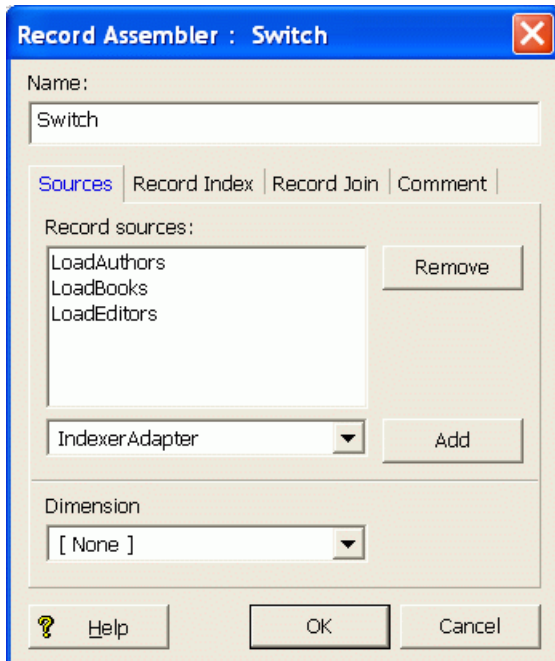 Record Assembler : Switch
Name:
Switch
Sources Record Index Record Join Comment
Record sources:
LoadAuthors
Remove
LoadBooks
LoadEditors
IndexerAdapter
Add
Dimension
[ None ]
? Help OK Cancel